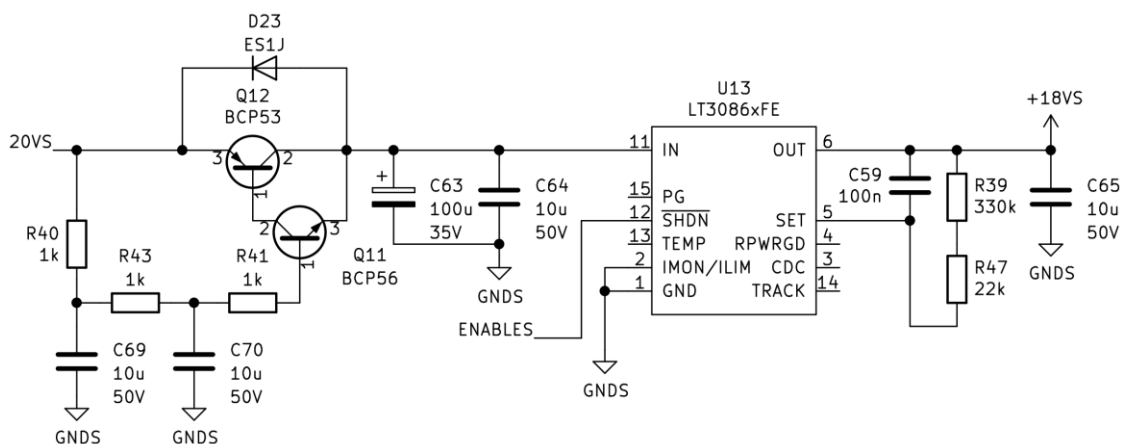 D23
ES1J
Q12
BCP53
20VS
3
2
1
2
3
1
Q11
BCP56
R40
1k
R43
1k
R41
1k
C69
10u
50V
C70
10u
50V
GNDS
GNDS
+
C63
100u
35V
C64
10u
50V
GNDS
ENABLES
U13
LT3086xFE
11
IN
OUT
6
15
PG
12
SHDN
SET
5
13
TEMP
RPWRGD
4
2
IMON/ILIM
CDC
3
1
GND
TRACK
14
GNDS
C59
100n
R39
330k
R47
22k
+18VS
C65
10u
50V
GNDS